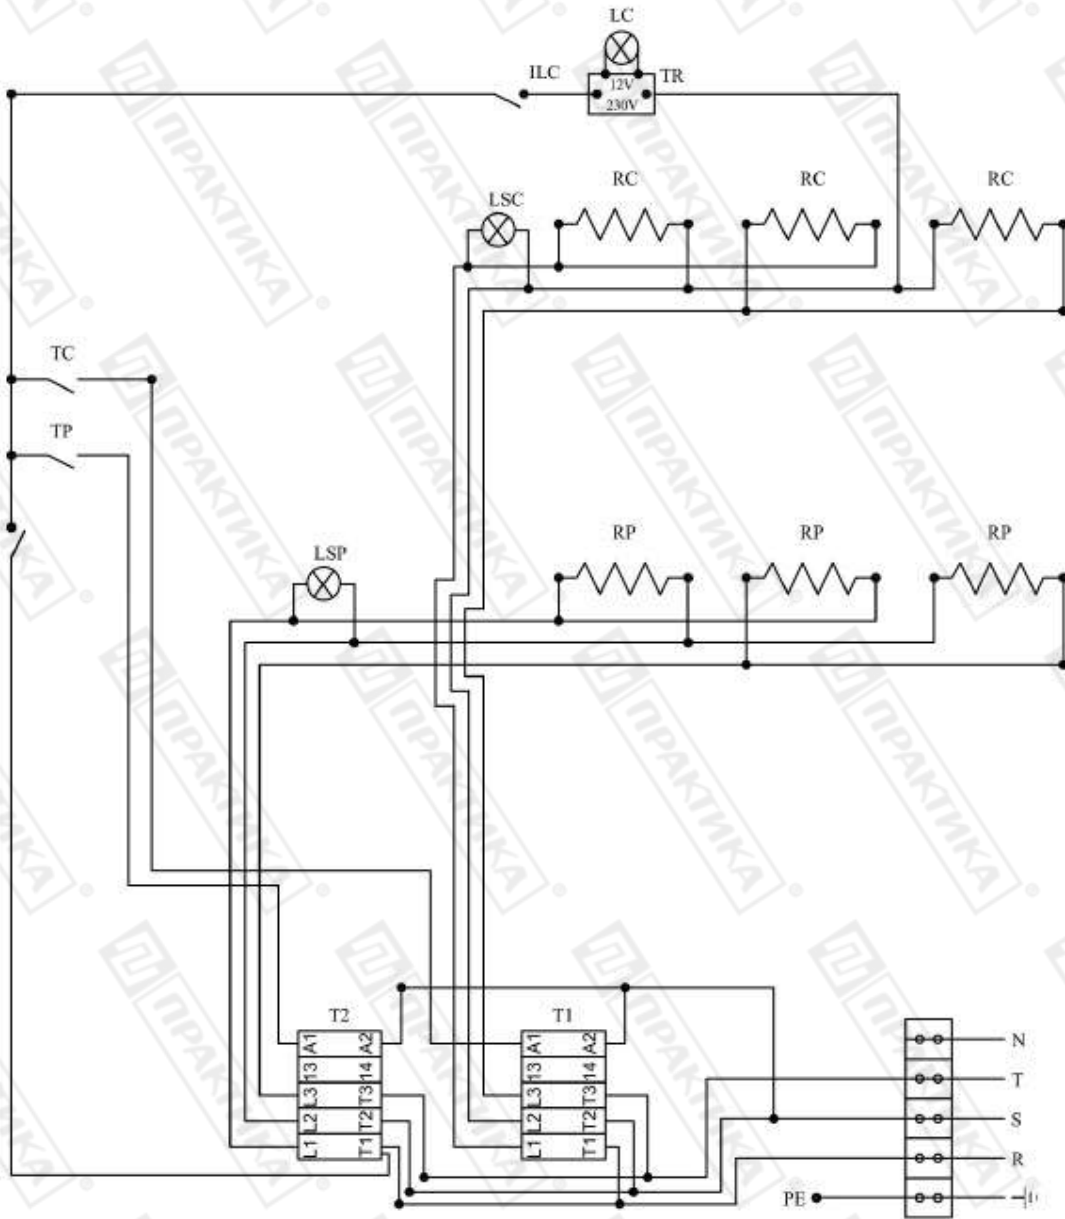 LC
ILC
12V
TR
230V
LSC
RC
RC
RC
TC
TP
LSP
RP
RP
RP
T2
T1
A1 A2
13 14
L3 T3
L2 T2
L1 T1
A1 A2
13 14
L3 T3
L2 T2
L1 T1
N
T
S
R
PE
ПРАКТИКА ®